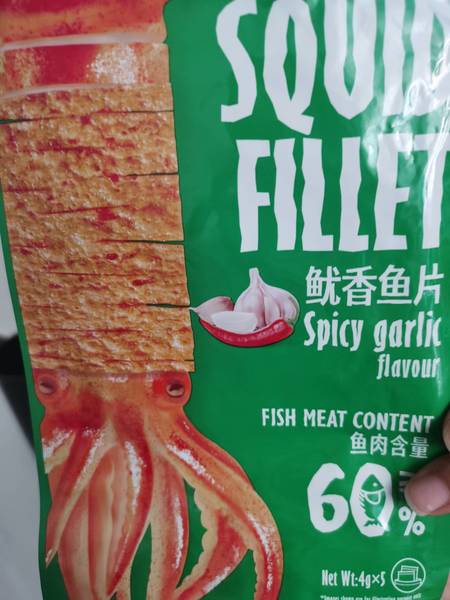 SQUID
FILLET
鱿香鱼片
Spicy garlic
flavour
FISH MEAT CONTENT
鱼肉含量
60%
Net Wt:4g×5